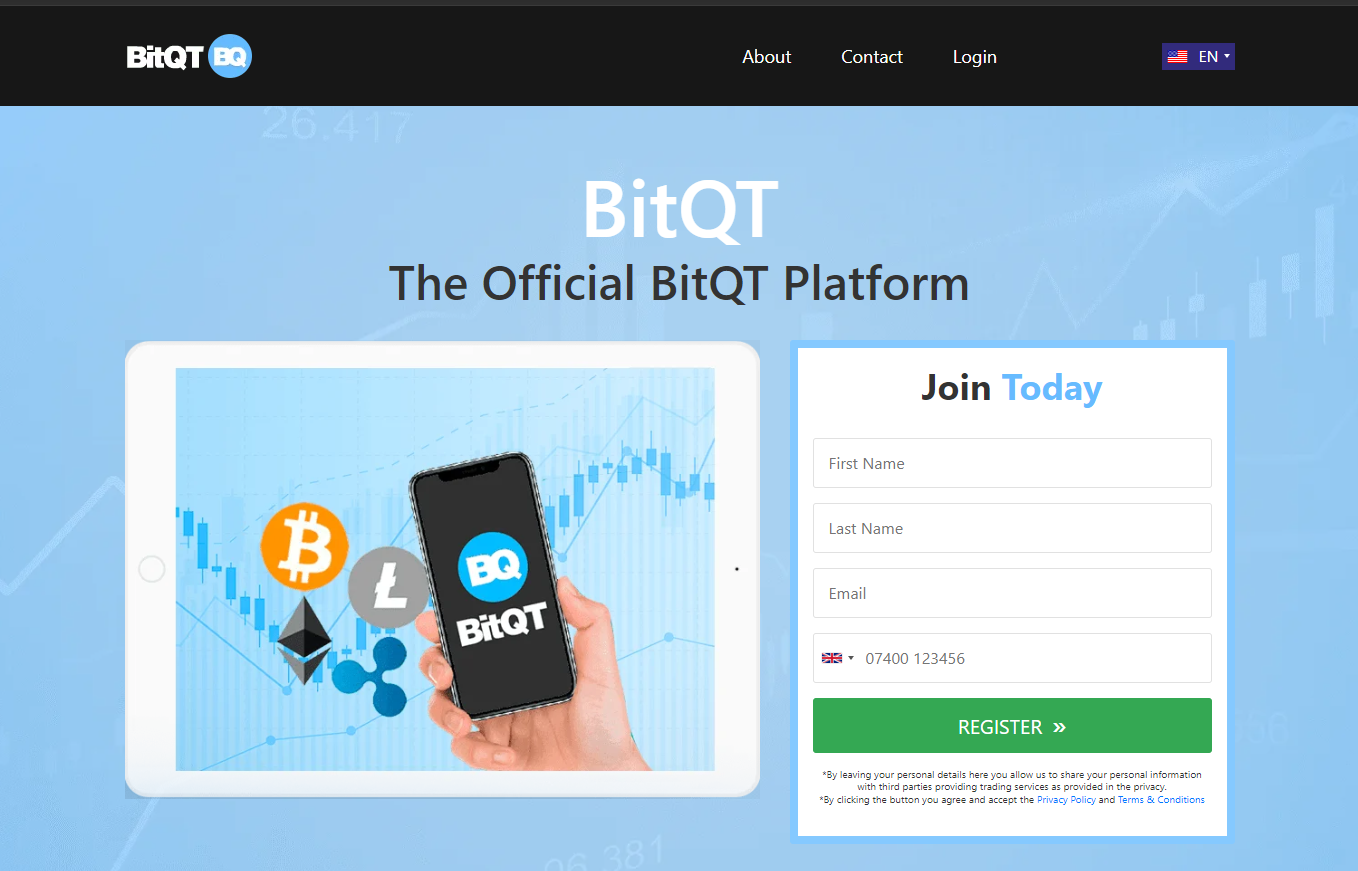 BitQT BQ
About
Contact
Login
EN
26.417
BitQT
The Official BitQT Platform
BQ
BitQT
Join Today
First Name
Last Name
Email
07400 123456
REGISTER »
*By leaving your personal details here you allow us to share your personal information
with third parties providing trading services as provided in the privacy.
*By clicking the button you agree and accept the Privacy Policy and Terms & Conditions
26.381